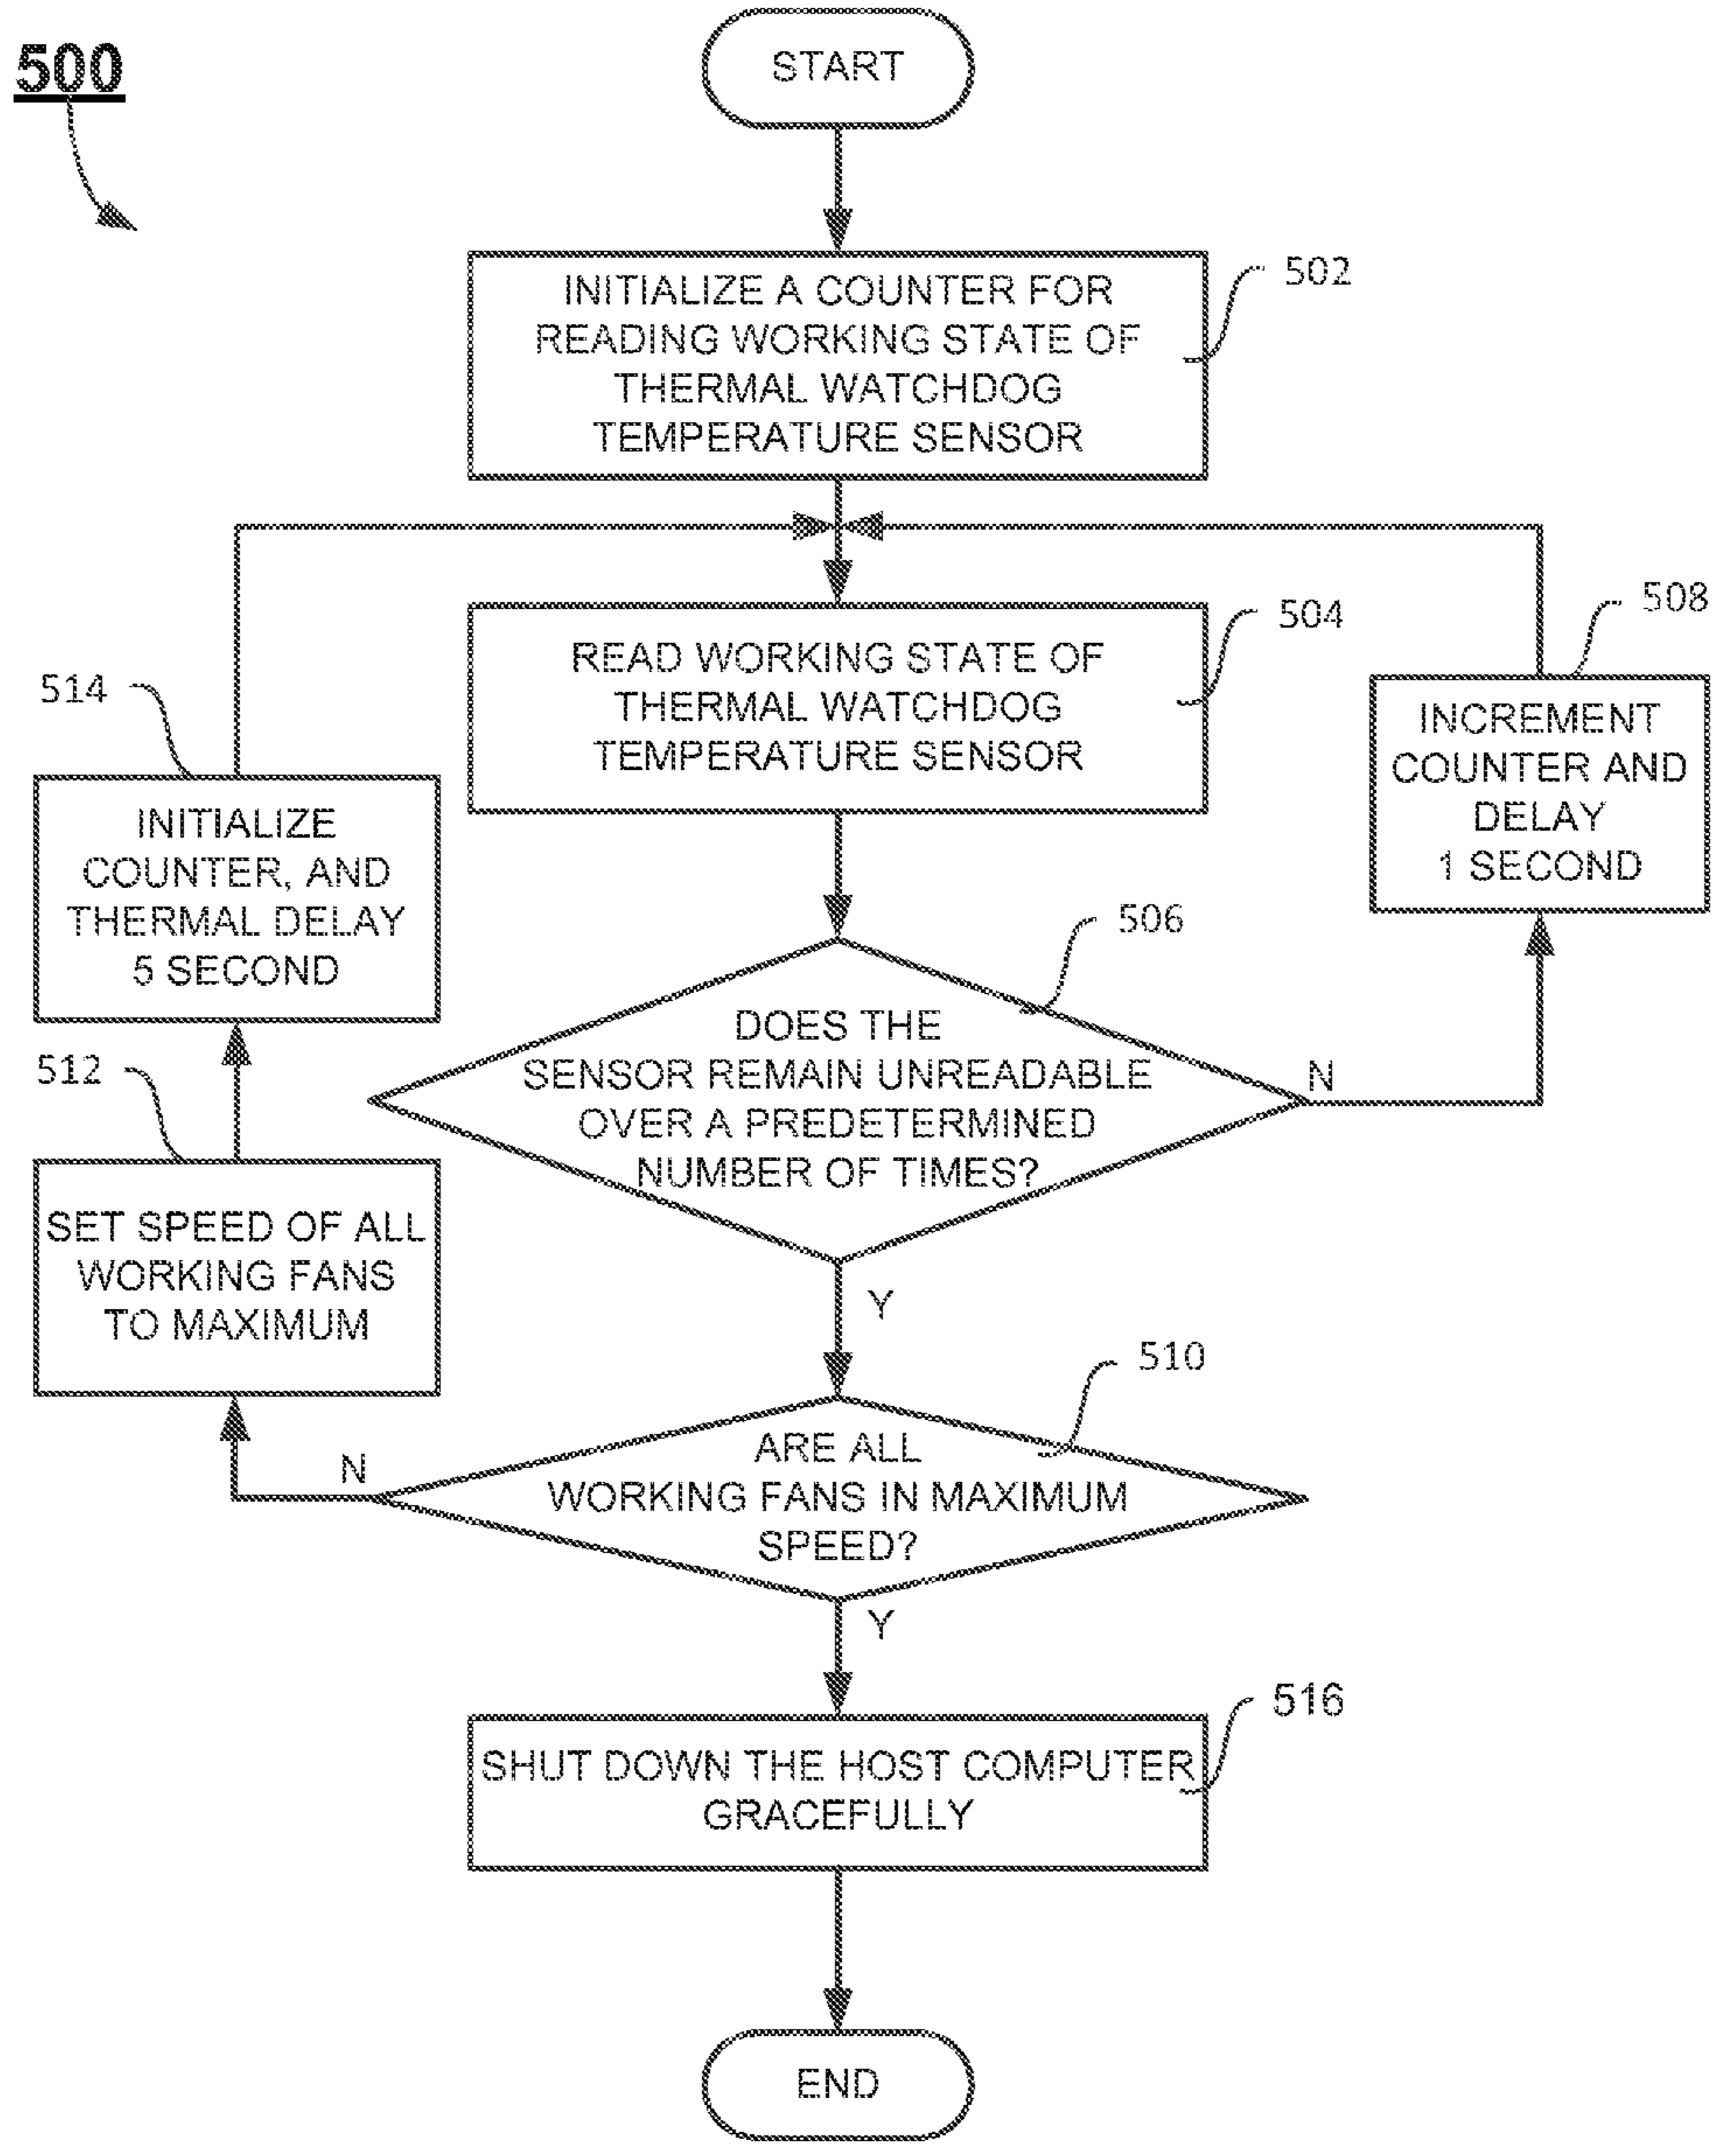 500
START
INITIALIZE A COUNTER FOR
READING WORKING STATE OF
THERMAL WATCHDOG
TEMPERATURE SENSOR
502
READ WORKING STATE OF
THERMAL WATCHDOG
TEMPERATURE SENSOR
504
508
INCREMENT
COUNTER AND
DELAY
1 SECOND
514
INITIALIZE
COUNTER, AND
THERMAL DELAY
5 SECOND
506
DOES THE
SENSOR REMAIN UNREADABLE
OVER A PREDETERMINED
NUMBER OF TIMES?
N
Y
512
SET SPEED OF ALL
WORKING FANS
TO MAXIMUM
510
ARE ALL
WORKING FANS IN MAXIMUM
SPEED?
N
Y
516
SHUT DOWN THE HOST COMPUTER
GRACEFULLY
END